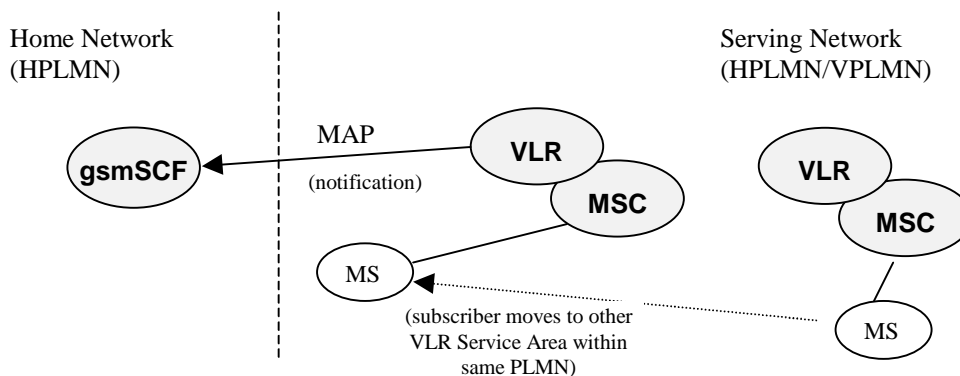 Home Network
(HPLMN)
Serving Network
(HPLMN/VPLMN)
gsmSCF
MAP
(notification)
VLR
MSC
MS
VLR
MSC
MS
(subscriber moves to other
VLR Service Area within
same PLMN)